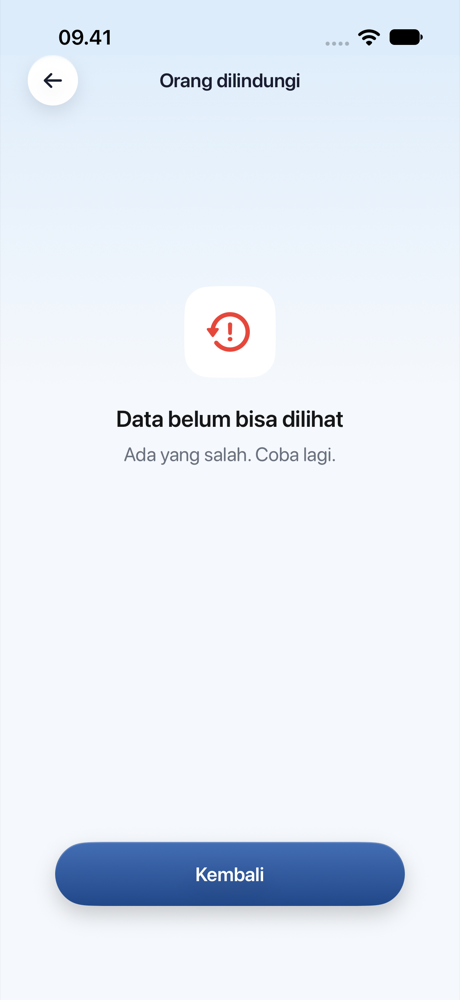 09.41
Orang dilindungi
Data belum bisa dilihat
Ada yang salah. Coba lagi.
Kembali